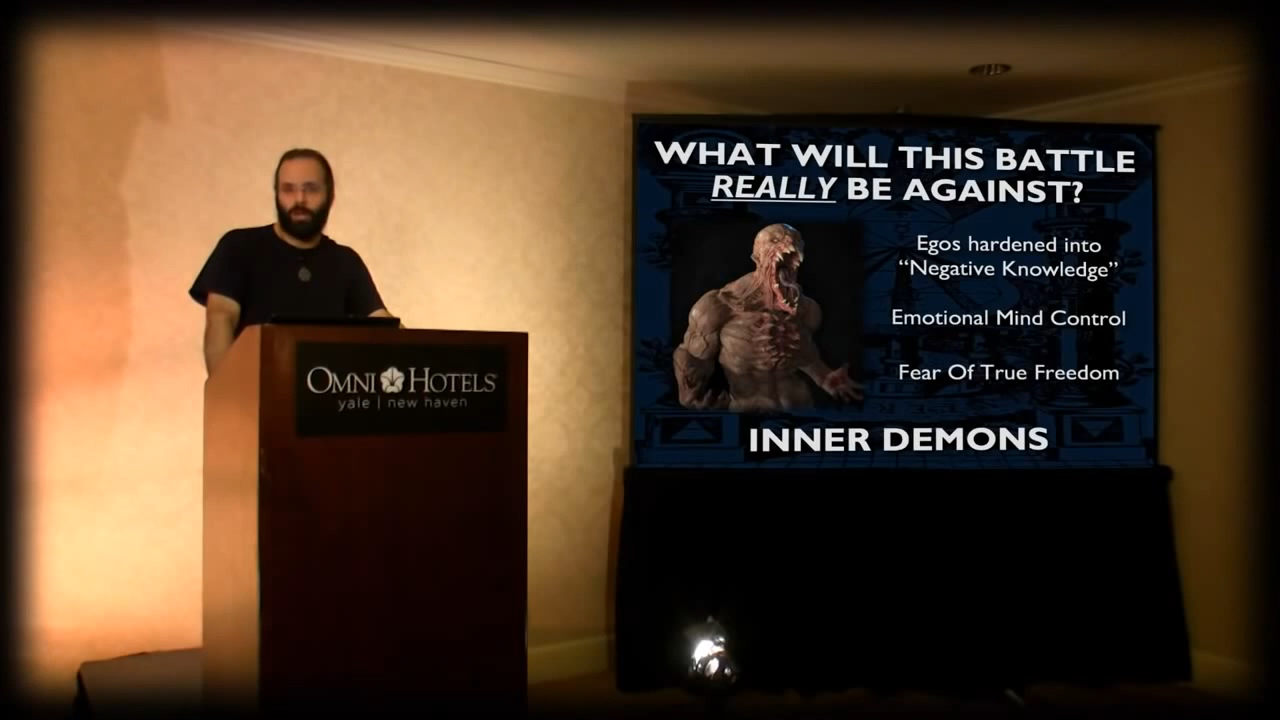 OMNI HOTELS
yale | new haven
WHAT WILL THIS BATTLE
REALLY BE AGAINST?
Egos hardened into
“Negative Knowledge”
Emotional Mind Control
Fear Of True Freedom
INNER DEMONS